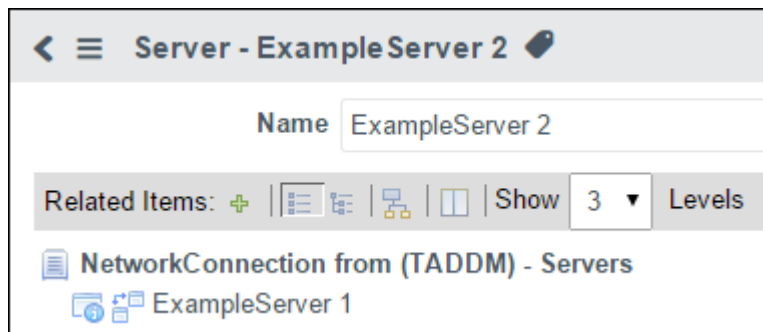 Server - ExampleServer 2
Name ExampleServer 2
Related Items: Show 3 Levels
NetworkConnection from (TADDM) - Servers
ExampleServer 1